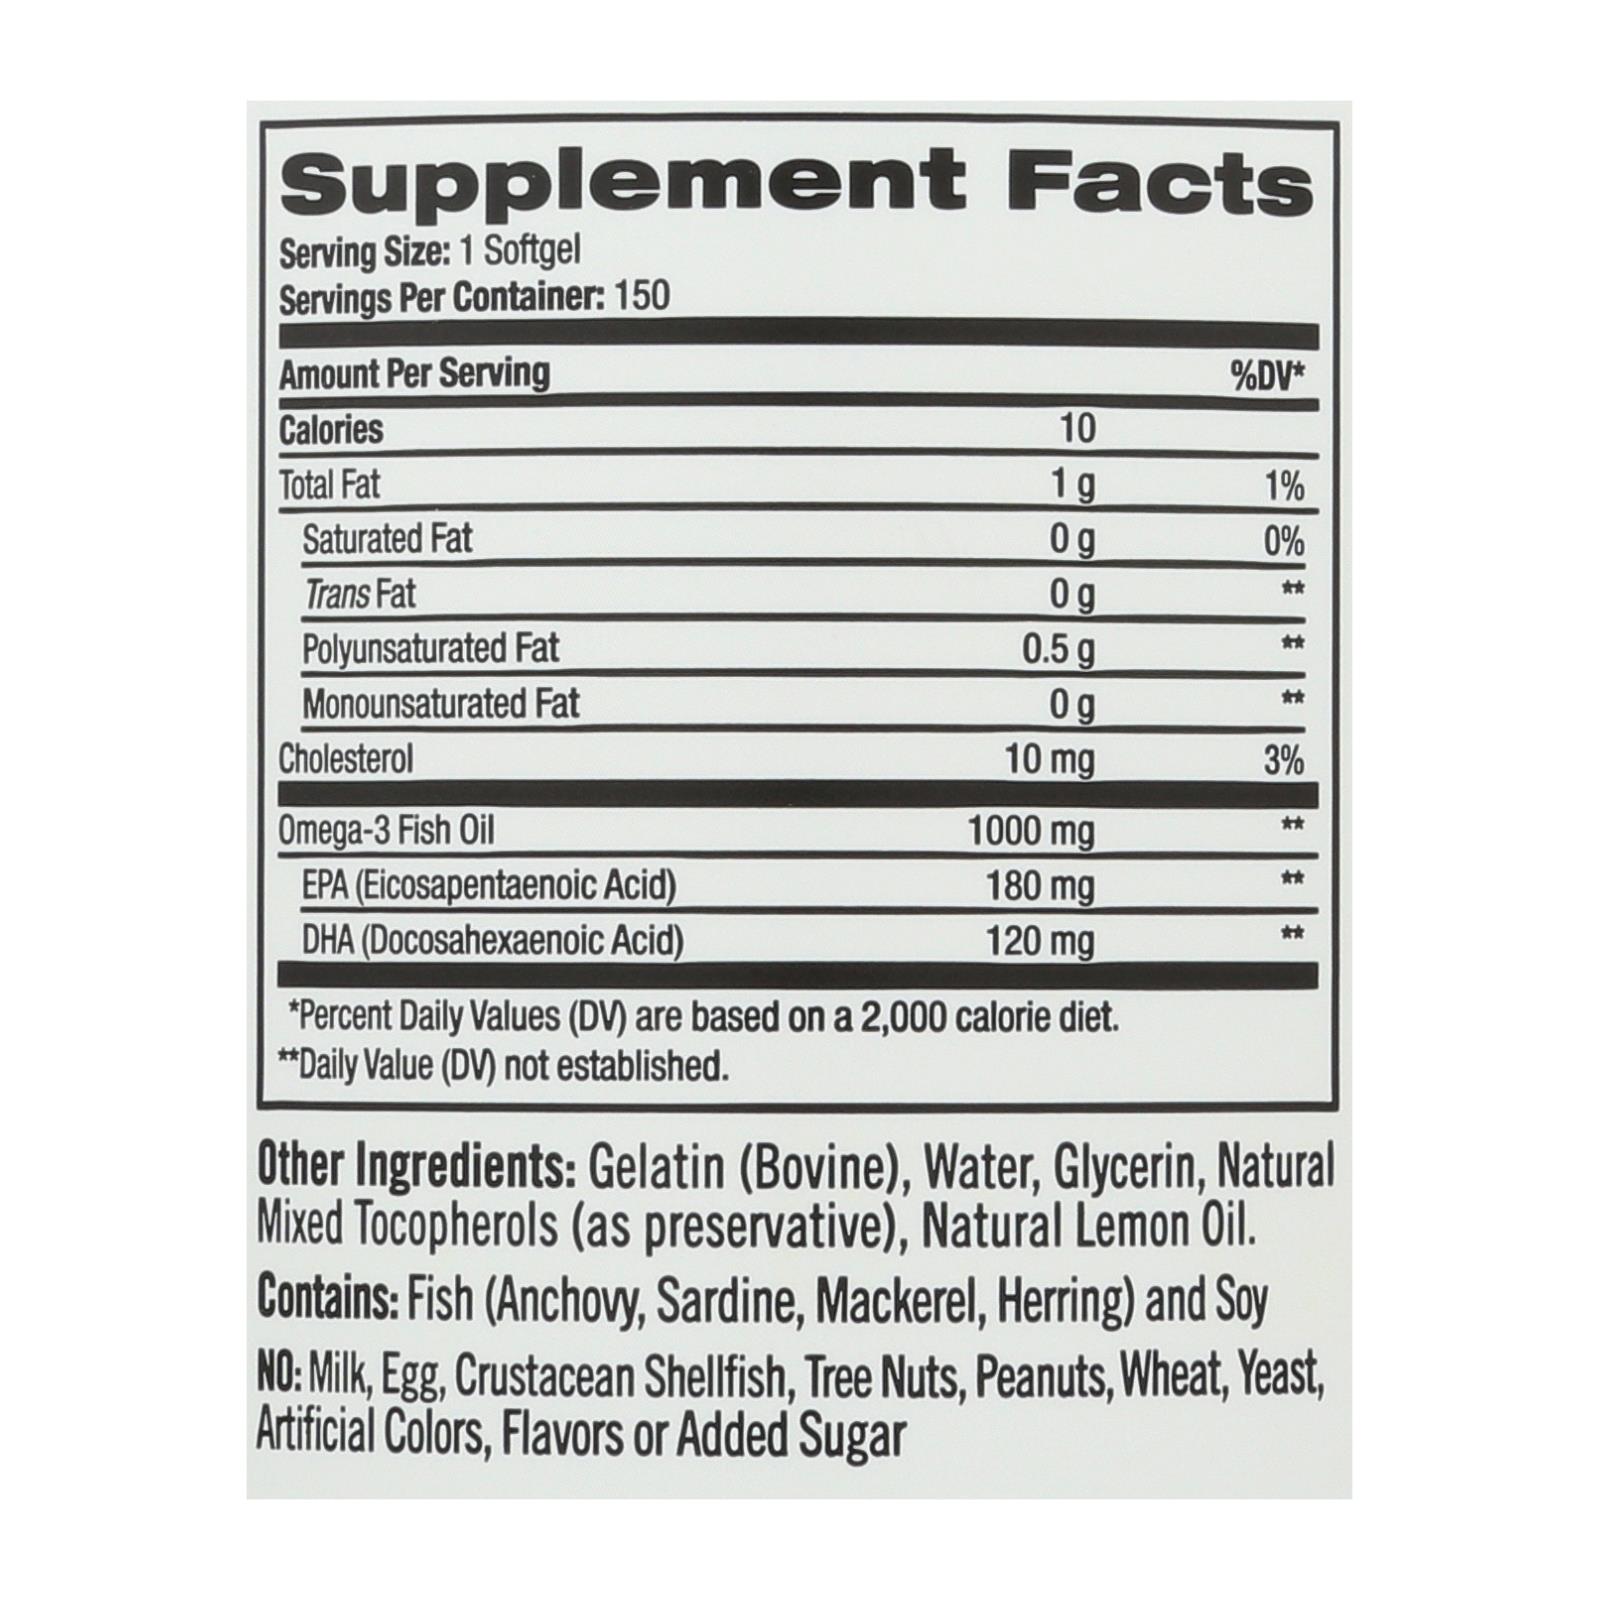 Supplement Facts
Serving Size: 1 Softgel
Servings Per Container: 150
Amount Per Serving %DV*
Calories 10
Total Fat 1 g 1%
Saturated Fat 0 g 0%
Trans Fat 0 g **
Polyunsaturated Fat 0.5 g **
Monounsaturated Fat 0 g **
Cholesterol 10 mg 3%
Omega-3 Fish Oil 1000 mg **
EPA (Eicosapentaenoic Acid) 180 mg **
DHA (Docosahexaenoic Acid) 120 mg **
*Percent Daily Values (DV) are based on a 2,000 calorie diet.
**Daily Value (DV) not established.
Other Ingredients: Gelatin (Bovine), Water, Glycerin, Natural
Mixed Tocopherols (as preservative), Natural Lemon Oil.
Contains: Fish (Anchovy, Sardine, Mackerel, Herring) and Soy
NO: Milk, Egg, Crustacean Shellfish, Tree Nuts, Peanuts, Wheat, Yeast,
Artificial Colors, Flavors or Added Sugar